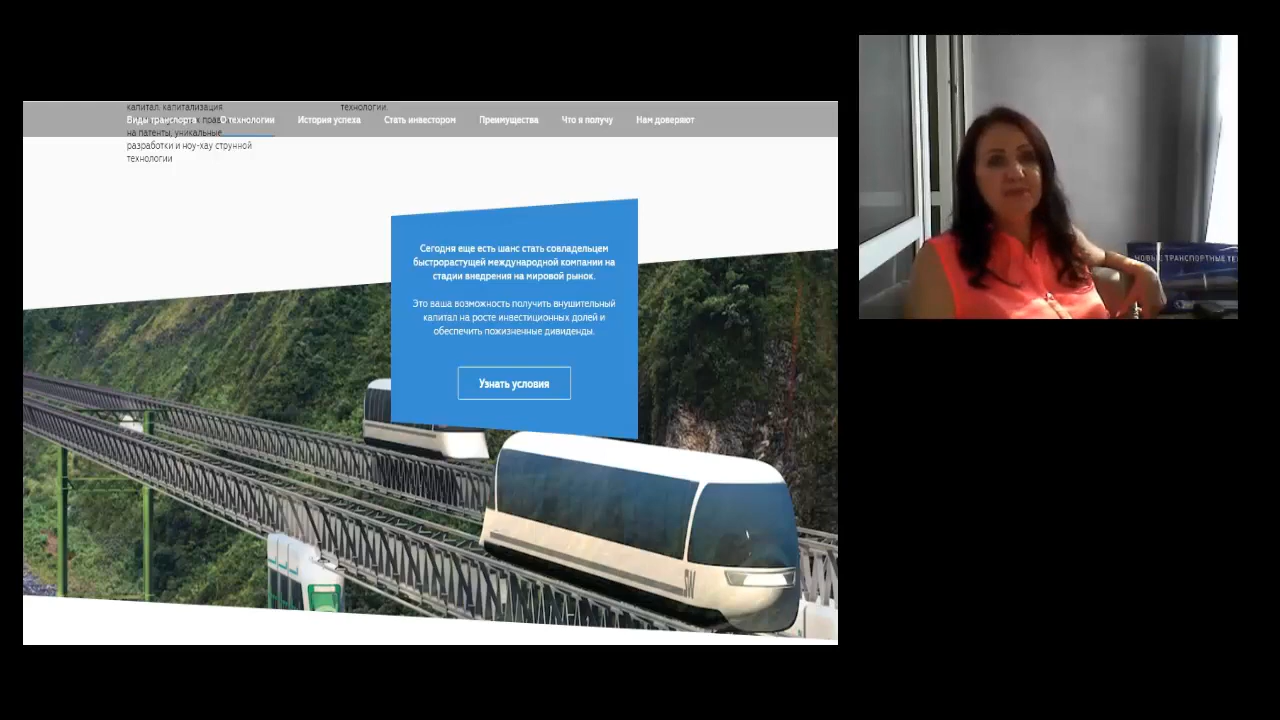 капитал. капитализация
технологии.
Виды транспорта
О технологии
История успеха
Стать инвестором
Преимущества
Что я получу
Нам доверяют
на патенты, уникальные
разработки и ноу-хау струнной
технологии
Сегодня еще есть шанс стать совладельцем
быстрорастущей международной компании на
стадии внедрения на мировой рынок.
Это ваша возможность получить внушительный
капитал на росте инвестиционных долей и
обеспечить пожизненные дивиденды.
Узнать условия
НОВЫЕ ТРАНСПОРТНЫЕ ТЕ